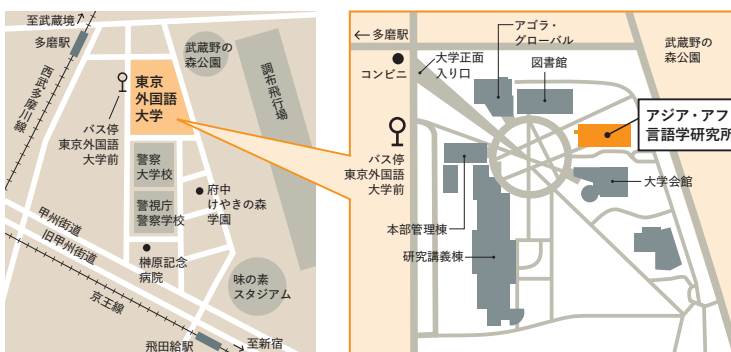 至武蔵境
多磨駅
西武多摩川線
バス停
東京外国語
大学前
東京
外国語
大学
武蔵野の
森公園
調布飛行場
警察
大学校
警視庁
警察学校
府中
けやきの森
学園
甲州街道
旧甲州街道
榊原記念
病院
京王線
味の素
スタジアム
飛田給駅
至新宿
多磨駅
コンビニ
大学正面
入り口
アゴラ・
グローバル
図書館
武蔵野の
森公園
バス停
東京外国語
大学前
アジア・アフ
言語学研究所
大学会館
本部管理棟
研究講義棟